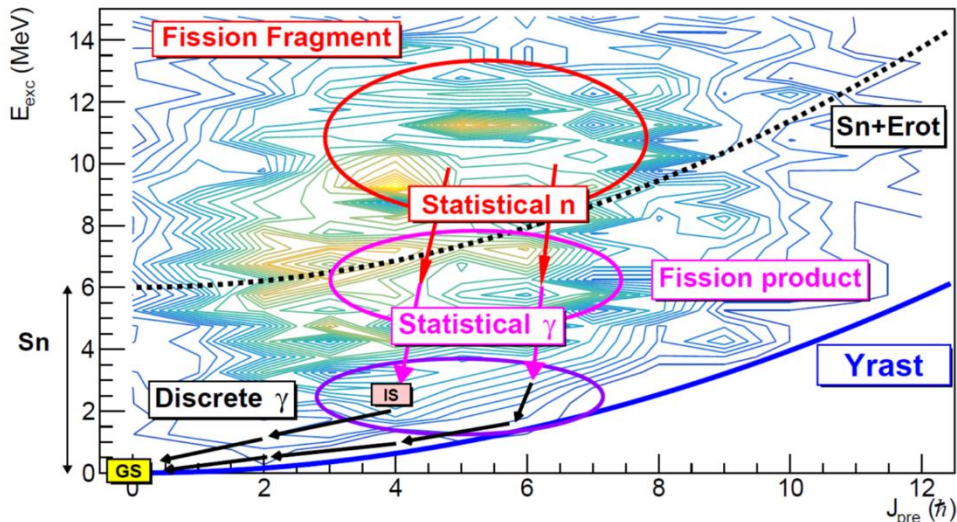 E_exc (MeV)
14
12
10
8
6
4
2
0
Fission Fragment
Sn+Erot
Statistical n
Fission product
Statistical γ
Sn
Yrast
IS
Discrete γ
GS
0 2 4 6 8 10 12
J_pre (ℏ)